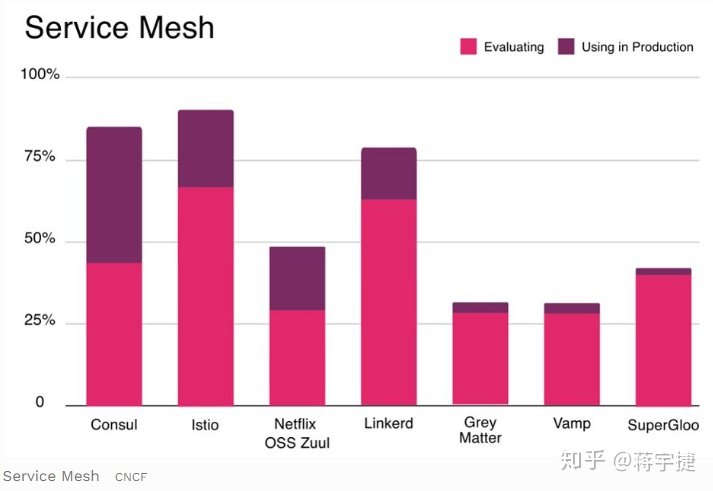 Service Mesh
Evaluating
Using in Production
100%
75%
50%
25%
0
Consul
Istio
Netflix
OSS Zuul
Linkerd
Grey
Matter
Vamp
SuperGloo
Service Mesh CNCF
知乎 @蒋宇捷